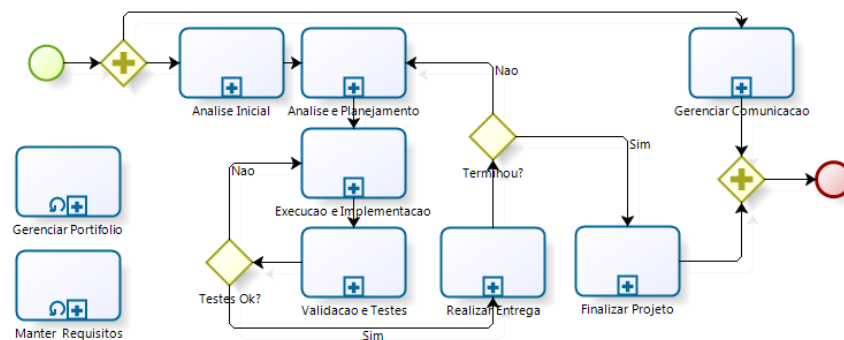 Nao
Analise Inicial
Analise e Planejamento
Gerenciar Comunicacao
Sim
Nao
Terminou?
Execucao e Implementacao
Gerenciar Portifolio
Testes Ok?
Validacao e Testes
Realizar Entrega
Finalizar Projeto
Manter Requisitos
Sim